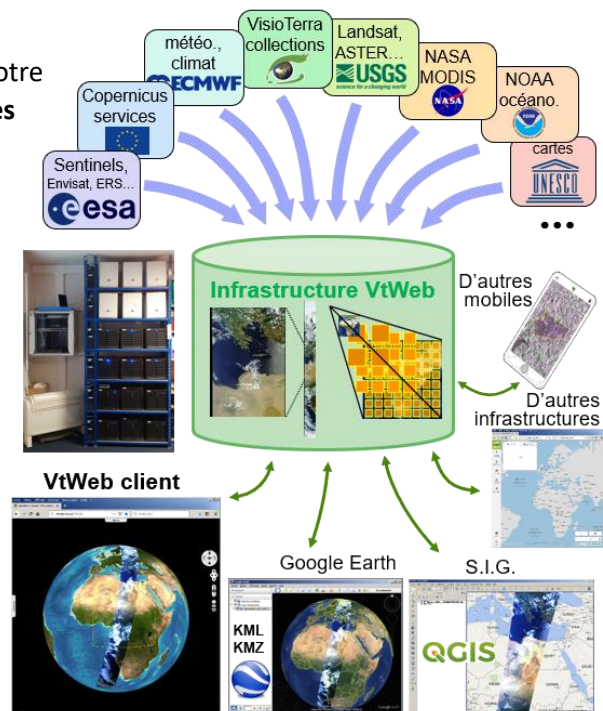 otre
es
VisioTerra
collections
météo.,
climat
ECMWF
Landsat,
ASTER...
USGS
science for a changing world
Copernicus
services
NASA
MODIS
NASA
NOAA
océano.
Sentinels,
Envisat, ERS...
esa
cartes
UNESCO
...
Infrastructure VtWeb
D'autres
mobiles
D'autres
infrastructures
VtWeb client
Google Earth
KML
KMZ
S.I.G.
QGIS